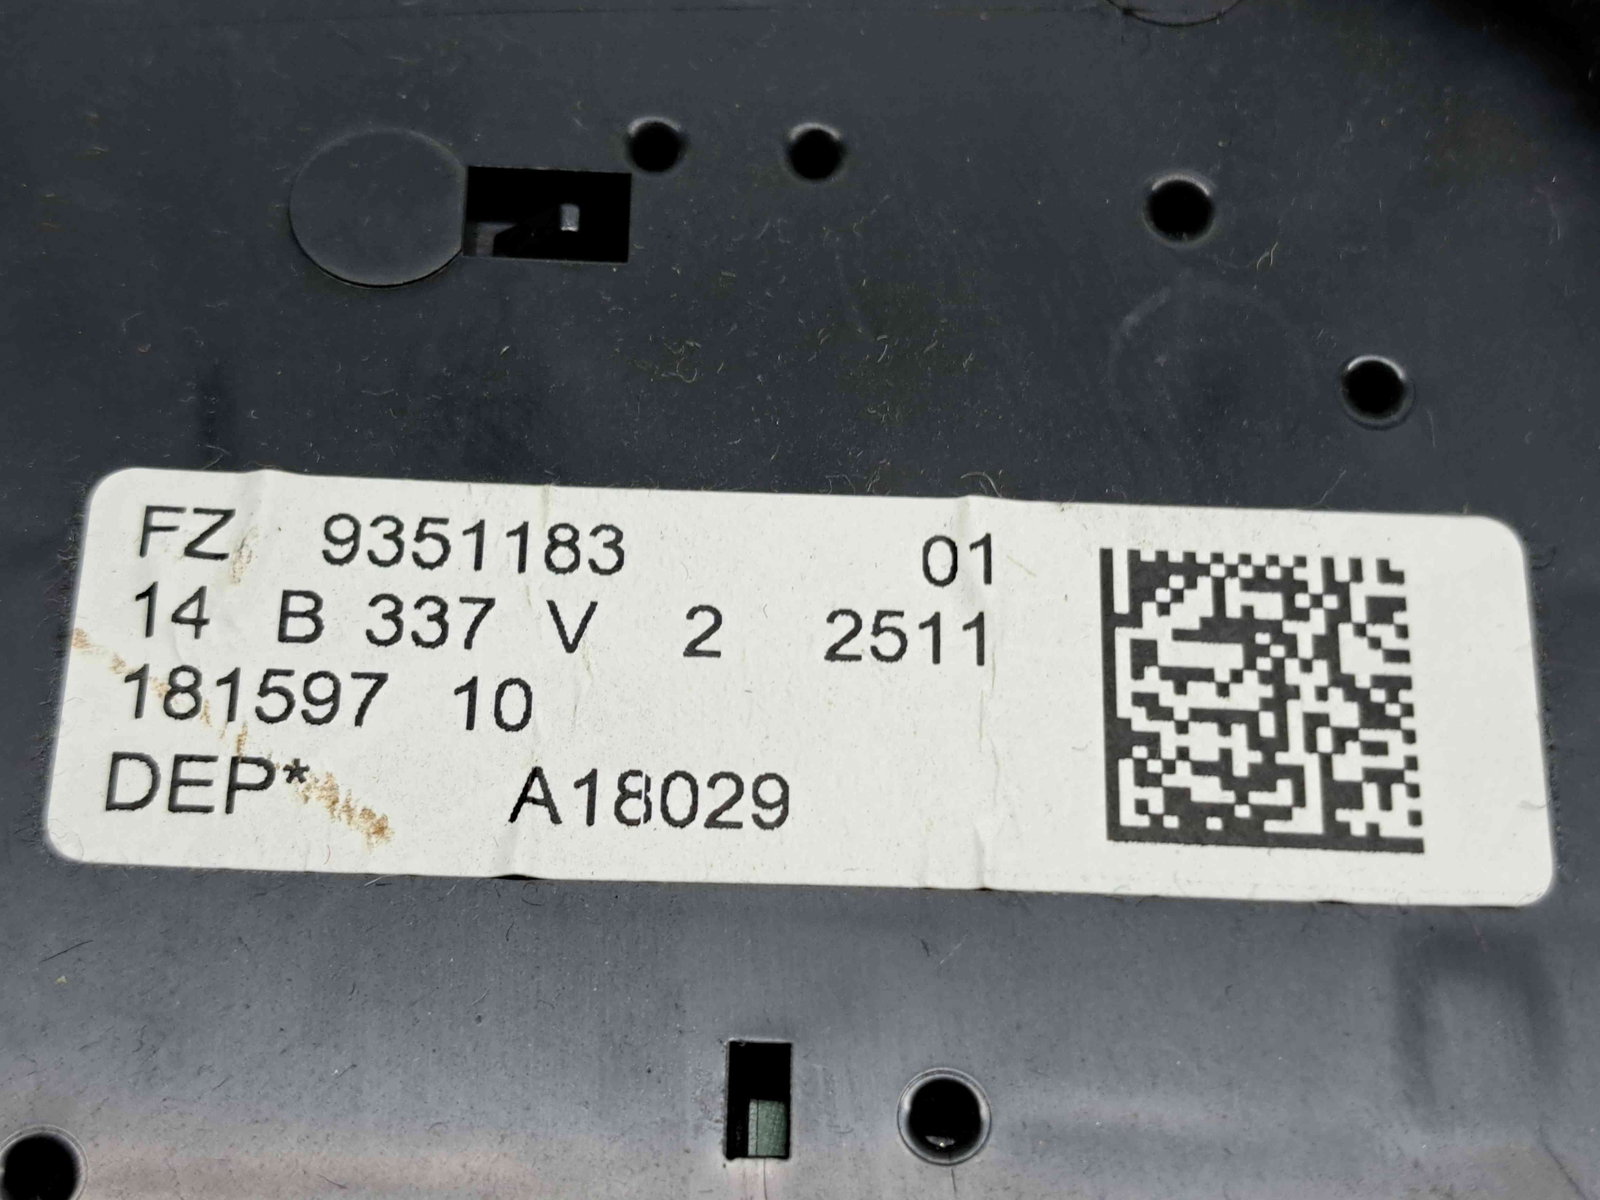 FZ 9351183 01
14 B 337 V 2 2511
181597 10
DEP* A18029